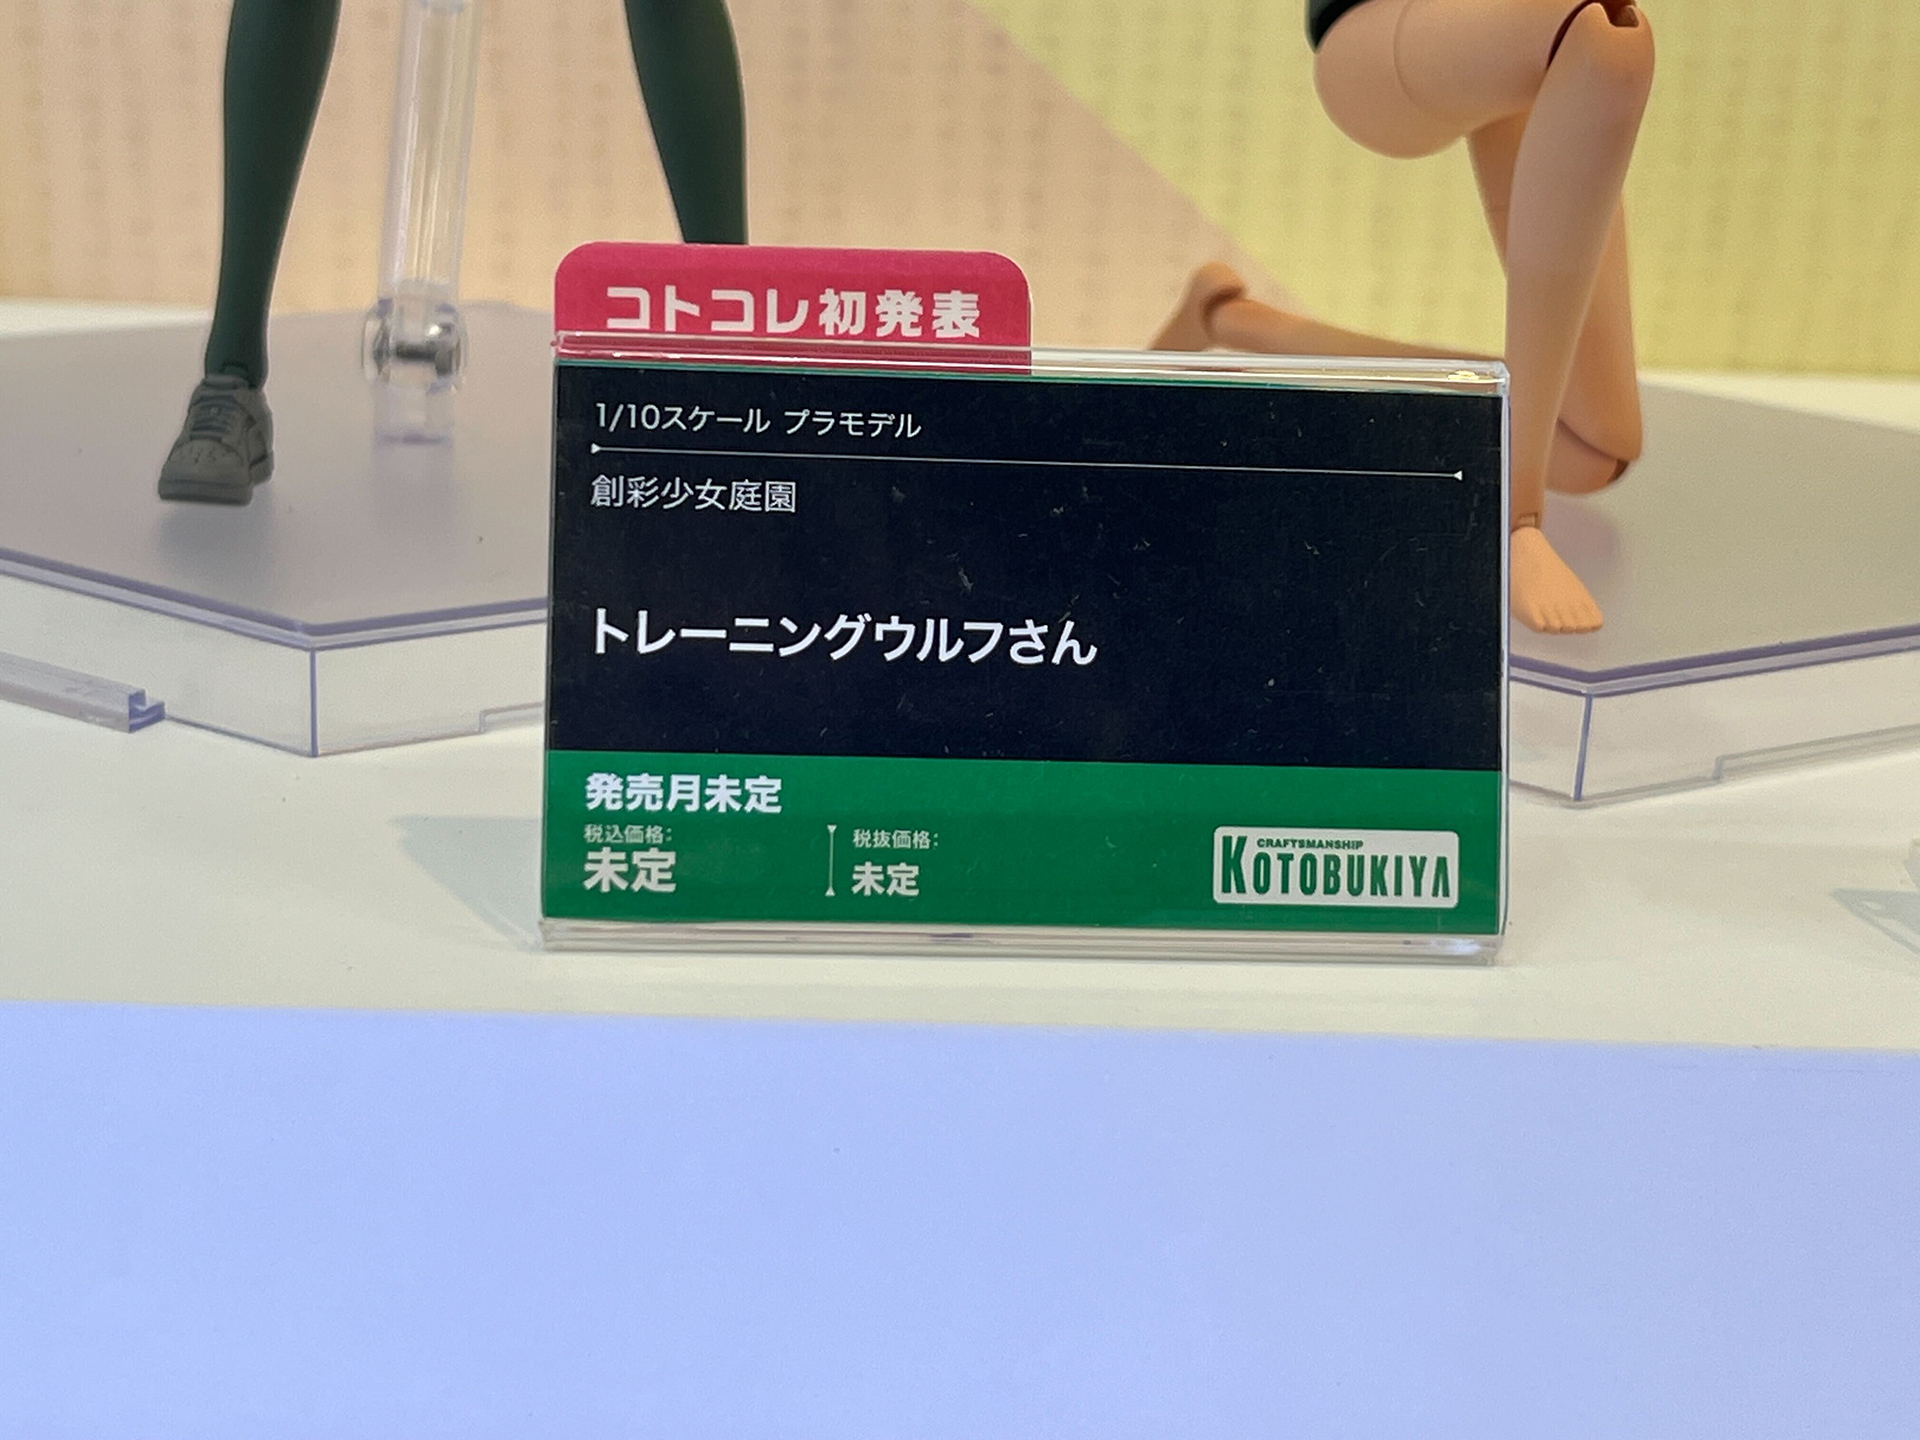 コトコレ初発表
1/10スケール プラモデル
創彩少女庭園
トレーニングウルフさん
発売月未定
税込価格:
未定
税抜価格:
未定
CRAFTSMANSHIP
KOTOBUKIYA